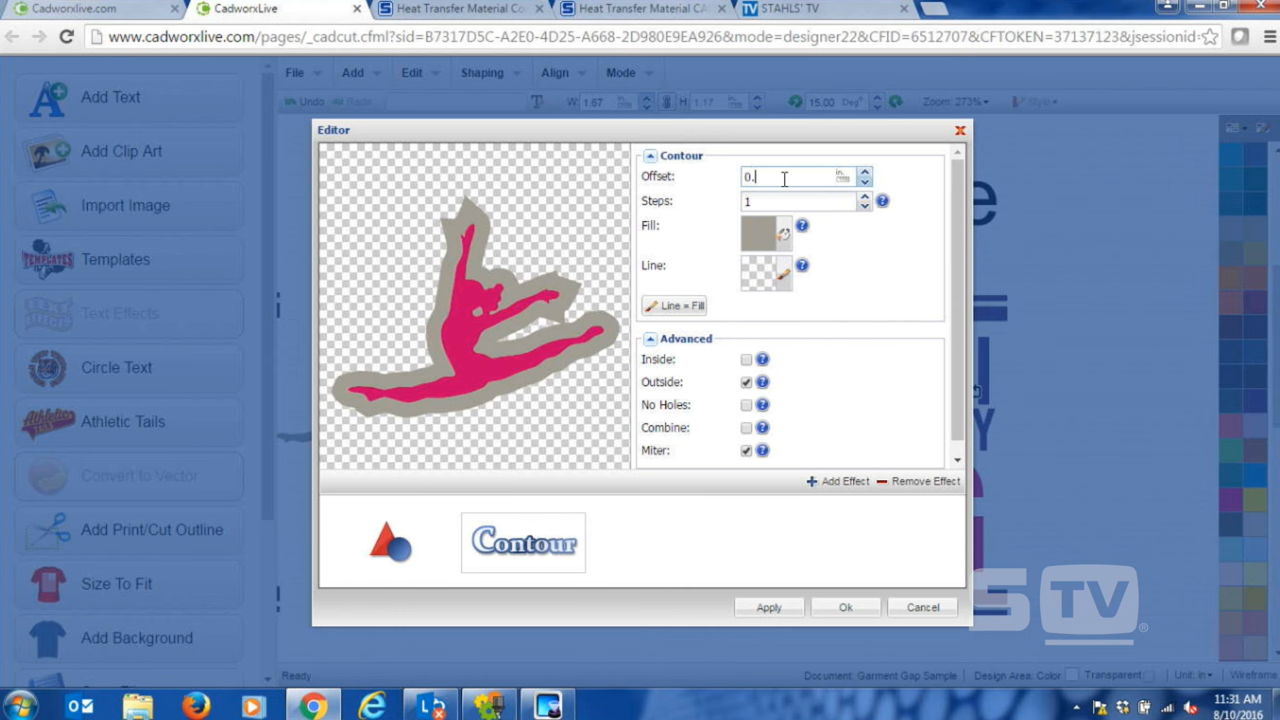 Cadworxlive.com
CadworxLive
Heat Transfer Material Co
Heat Transfer Material CA
STAHLS' TV
www.cadworxlive.com/pages/_cadcut.cfml?sid=B7317D5C-A2E0-4D25-A668-2D980E9EA926&mode=designer22&CFID=6512707&CFTOKEN=37137123&jsessionid=
Add Text
Add Clip Art
Import Image
Templates
Text Effects
Circle Text
Athletic Tails
Convert to Vector
Add Print/Cut Outline
Size To Fit
Add Background
File Add Edit Shaping Align Mode
Undo Redo W: 1.67 H: 1.17 15.00 Deg° Zoom: 273% Style
Editor
Contour
Offset: 0.
Steps: 1
Fill:
Line:
Line = Fill
Advanced
Inside:
Outside:
No Holes:
Combine:
Miter:
Add Effect Remove Effect
Contour
Apply Ok Cancel
S TV ®
Ready Document: Garment Gap Sample Design Area: Color Transparent Unit: in Wireframe
11:31 AM
8/10/2016